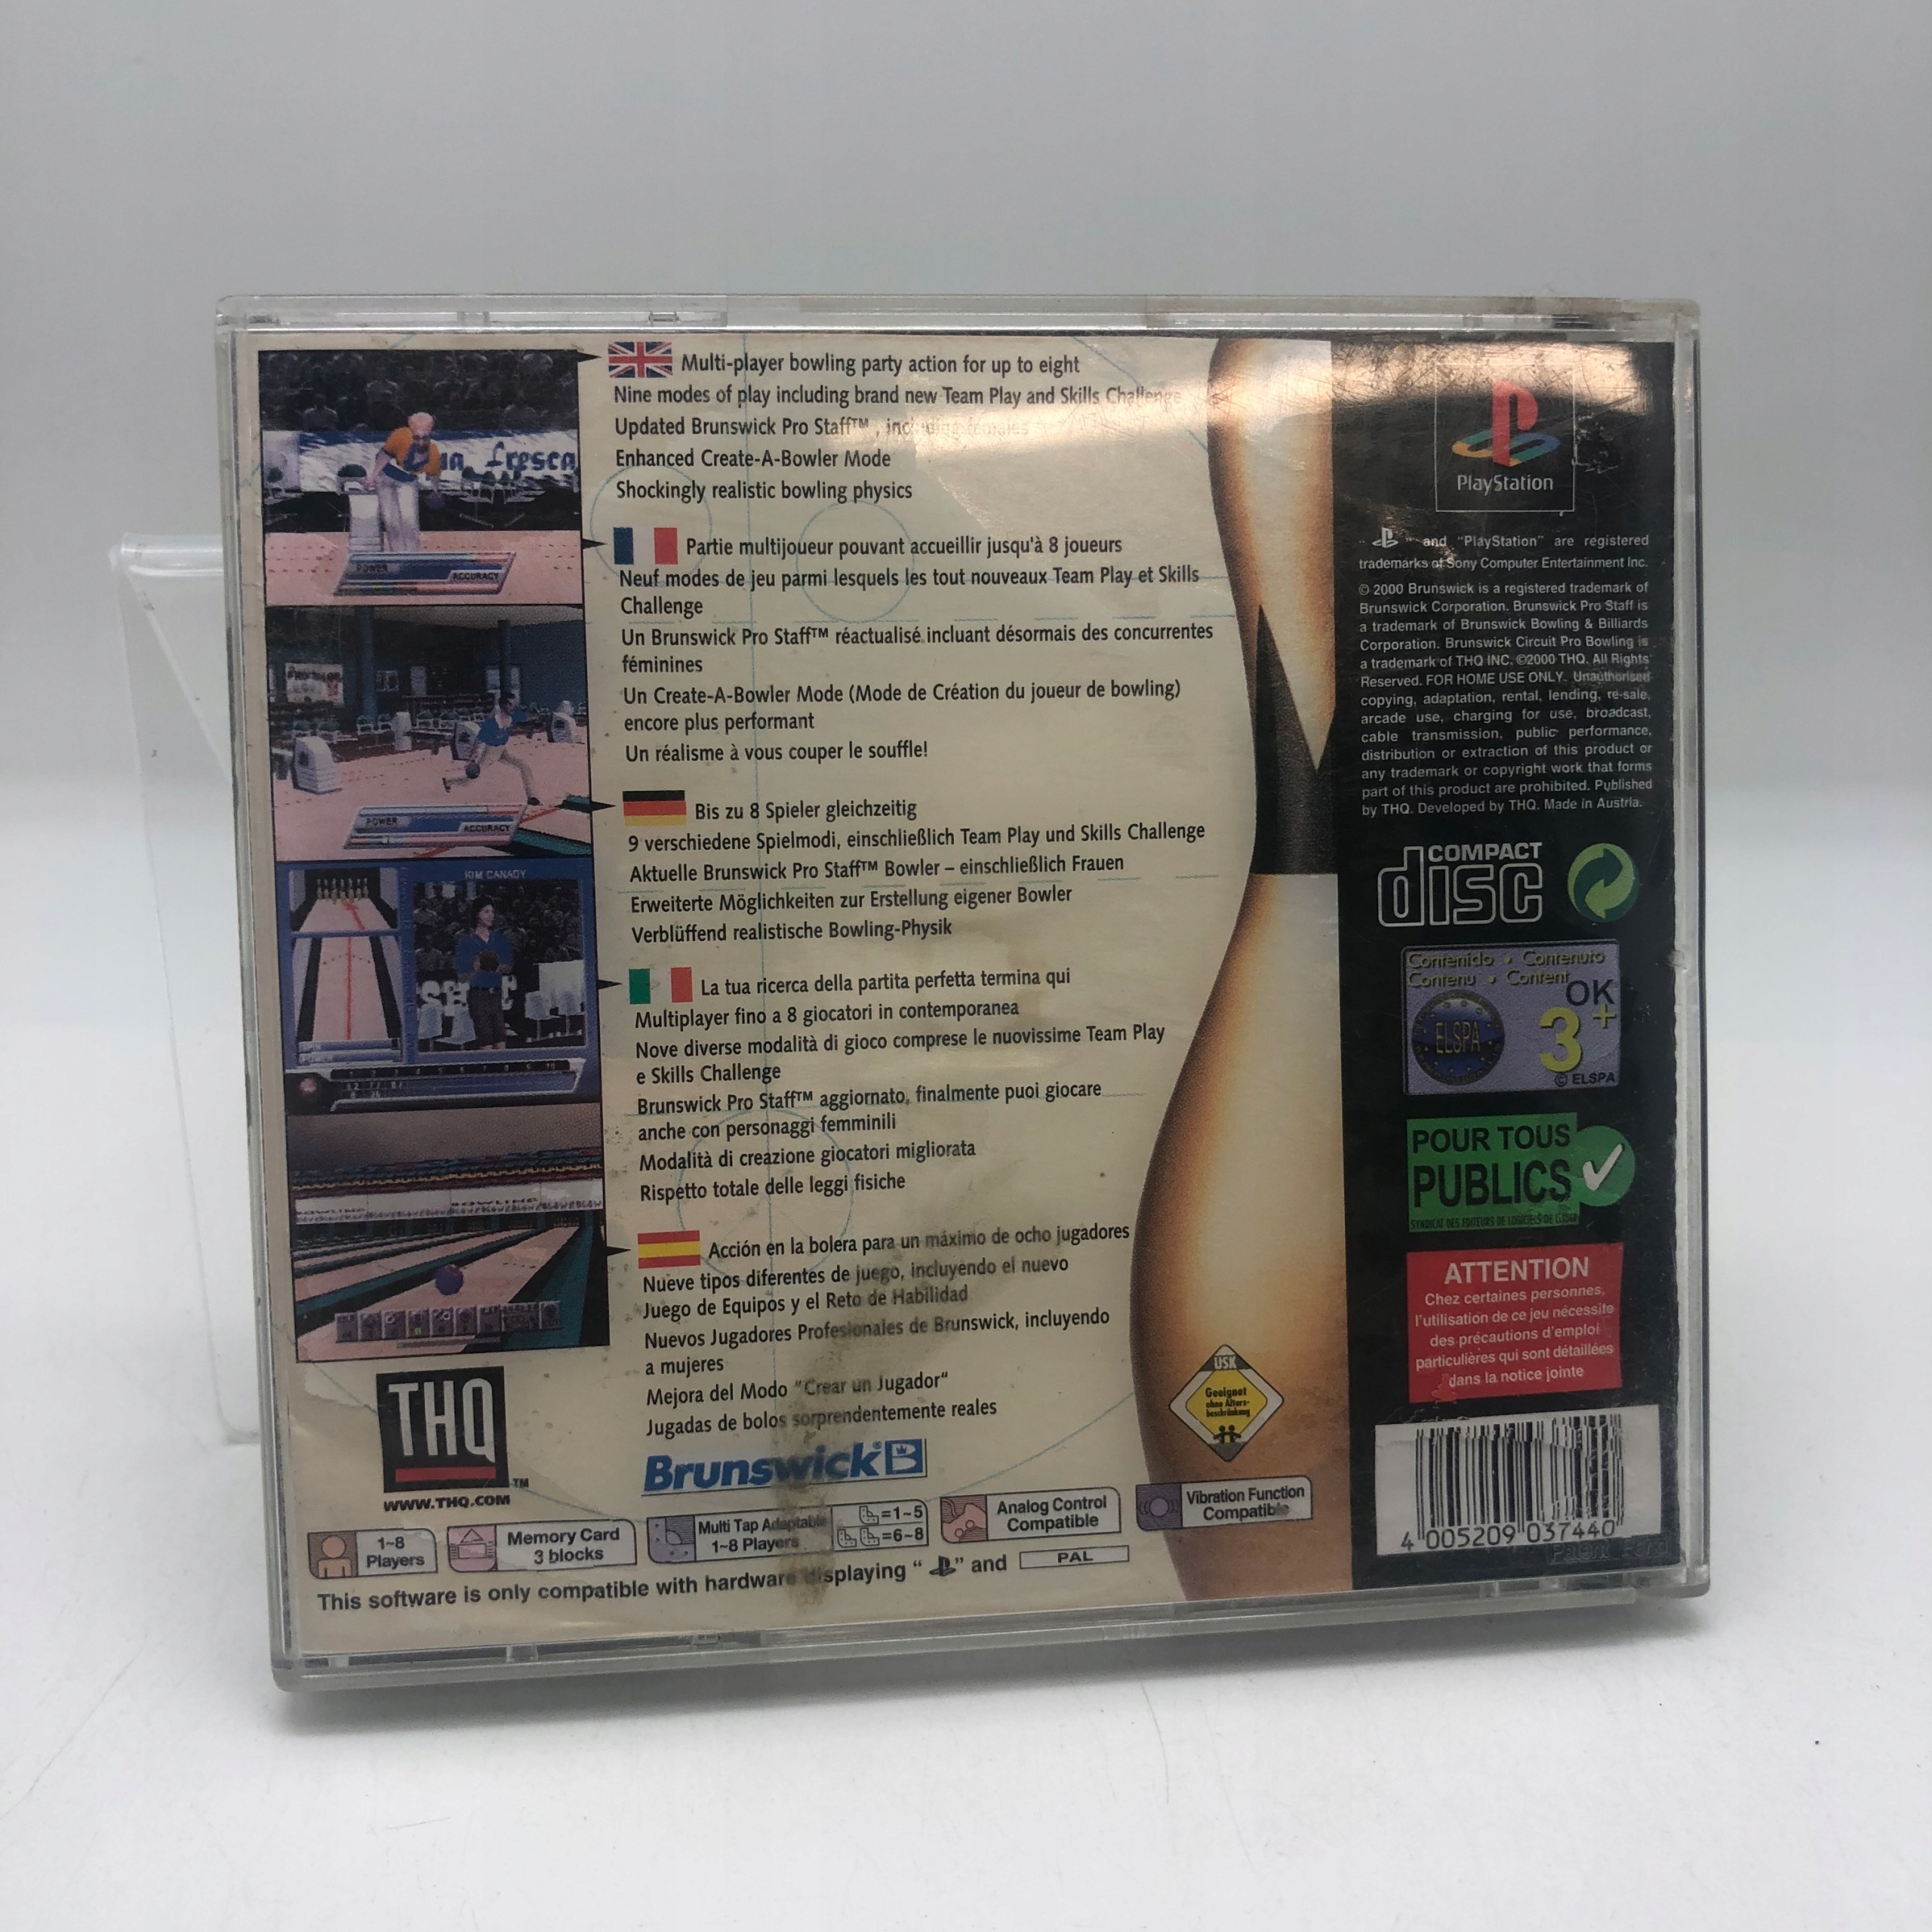 Multi-player bowling party action for up to eight
Nine modes of play including brand new Team Play and Skills Challenge
Updated Brunswick Pro Staff™, including females
Enhanced Create-A-Bowler Mode
Shockingly realistic bowling physics
Partie multijoueur pouvant accueillir jusqu'à 8 joueurs
Neuf modes de jeu parmi lesquels les tout nouveaux Team Play et Skills
Challenge
Un Brunswick Pro Staff™ réactualisé incluant désormais des concurrentes
féminines
Un Create-A-Bowler Mode (Mode de Création du joueur de bowling)
encore plus performant
Un réalisme à vous couper le souffle!
Bis zu 8 Spieler gleichzeitig
9 verschiedene Spielmodi, einschließlich Team Play und Skills Challenge
Aktuelle Brunswick Pro Staff™ Bowler – einschließlich Frauen
Erweiterte Möglichkeiten zur Erstellung eigener Bowler
Verblüffend realistische Bowling-Physik
La tua ricerca della partita perfetta termina qui
Multiplayer fino a 8 giocatori in contemporanea
Nove diverse modalità di gioco comprese le nuovissime Team Play
e Skills Challenge
Brunswick Pro Staff™ aggiornato, finalmente puoi giocare
anche con personaggi femminili
Modalità di creazione giocatori migliorata
Rispetto totale delle leggi fisiche
Acción en la bolera para un máximo de ocho jugadores
Nueve tipos diferentes de juego, incluyendo el nuevo
Juego de Equipos y el Reto de Habilidad
Nuevos Jugadores Profesionales de Brunswick, incluyendo
a mujeres
Mejora del Modo "Crear un Jugador"
Jugadas de bolos sorprendentemente reales
fresca
POWER
ACCURACY
POWER
ACCURACY
KIM CANADY
BOWLING
BOWLING
THQ™
WWW.THQ.COM
Brunswick® B
1~8
Players
Memory Card
3 blocks
Multi Tap Adaptable
1~8 Players
=1~5
=6~8
Analog Control
Compatible
Vibration Function
Compatible
This software is only compatible with hardware displaying " " and PAL
USK
Geeignet
ohne Alters-
beschränkung
PlayStation
" " and "PlayStation" are registered
trademarks of Sony Computer Entertainment Inc.
© 2000 Brunswick is a registered trademark of
Brunswick Corporation. Brunswick Pro Staff is
a trademark of Brunswick Bowling & Billiards
Corporation. Brunswick Circuit Pro Bowling is
a trademark of THQ INC. ©2000 THQ. All Rights
Reserved. FOR HOME USE ONLY. Unauthorised
copying, adaptation, rental, lending, re-sale,
arcade use, charging for use, broadcast,
cable transmission, public performance,
distribution or extraction of this product or
any trademark or copyright work that forms
part of this product are prohibited. Published
by THQ. Developed by THQ. Made in Austria.
COMPACT
disc
Contenido • Contenuto
Contenu • Content
OK
ELSPA
3+
© ELSPA
POUR TOUS
PUBLICS
SYNDICAT DES EDITEURS DE LOGICIELS DE LOISIR
ATTENTION
Chez certaines personnes,
l'utilisation de ce jeu nécessite
des précautions d'emploi
particulières qui sont détaillées
dans la notice jointe
4 005209 037440